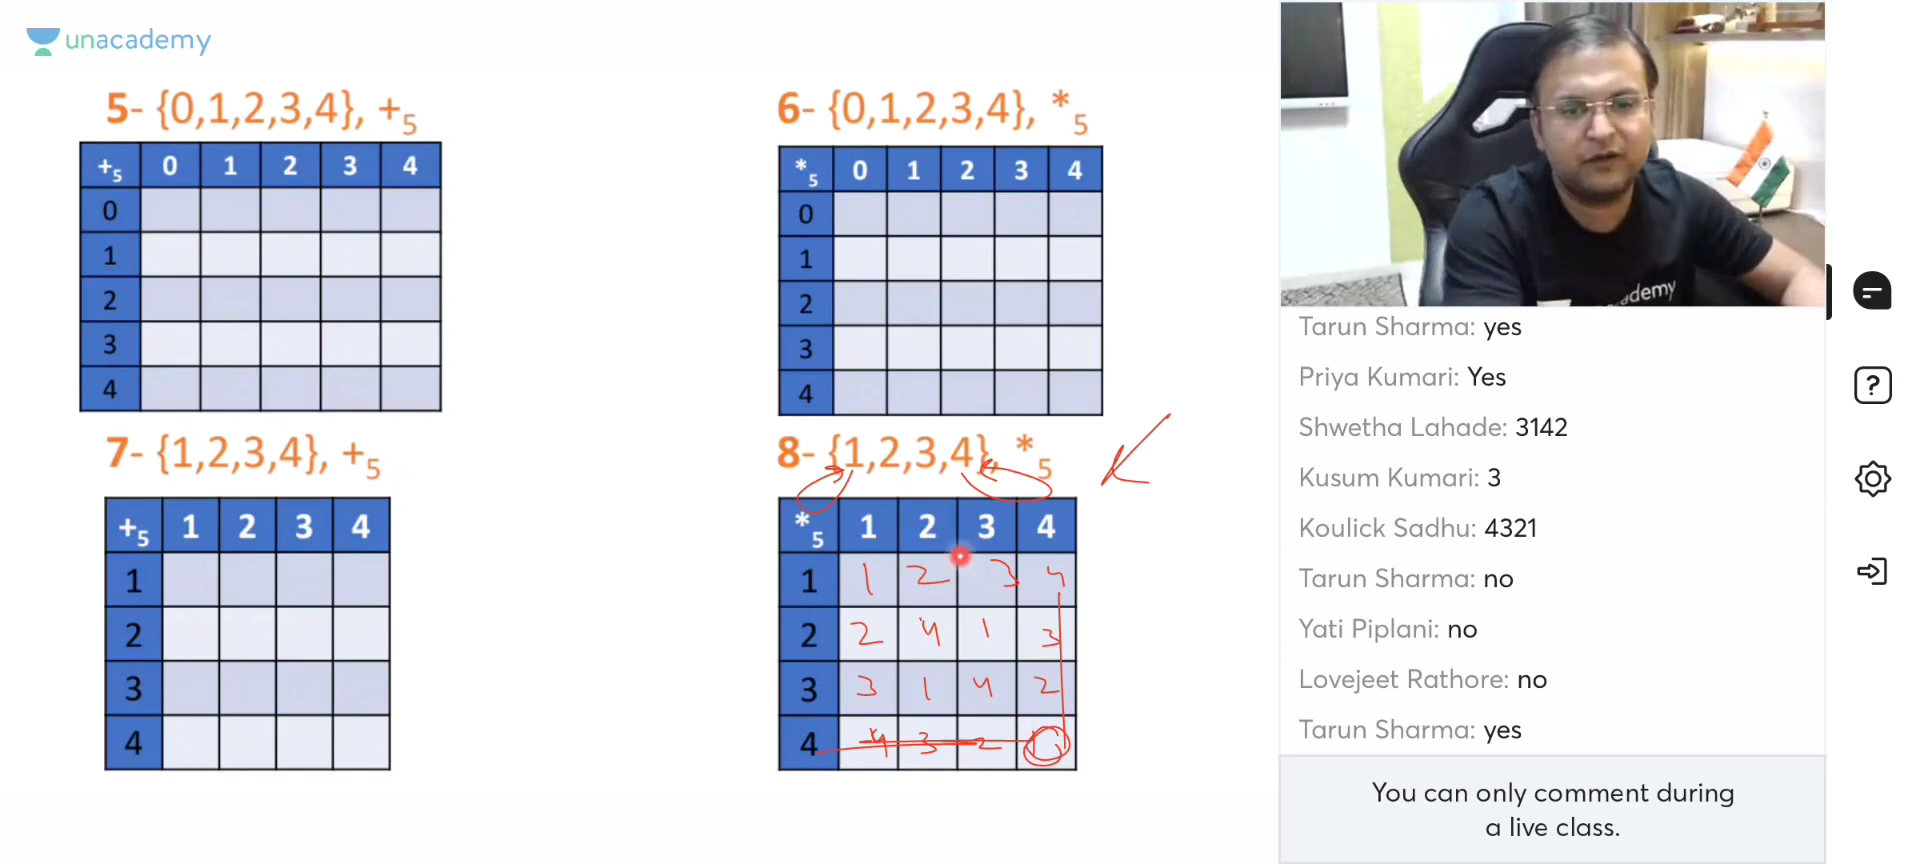 unacademy
5- {0,1,2,3,4}, +5
+5 0 1 2 3 4
0
1
2
3
4
6- {0,1,2,3,4}, *5
*5 0 1 2 3 4
0
1
2
3
4
7- {1,2,3,4}, +5
+5 1 2 3 4
1
2
3
4
8- {1,2,3,4}, *5
*5 1 2 3 4
1 1 2 3 4
2 2 4 1 3
3 3 1 4 2
4 4 3 2 1
ademy
Tarun Sharma: yes
Priya Kumari: Yes
Shwetha Lahade: 3142
Kusum Kumari: 3
Koulick Sadhu: 4321
Tarun Sharma: no
Yati Piplani: no
Lovejeet Rathore: no
Tarun Sharma: yes
You can only comment during
a live class.